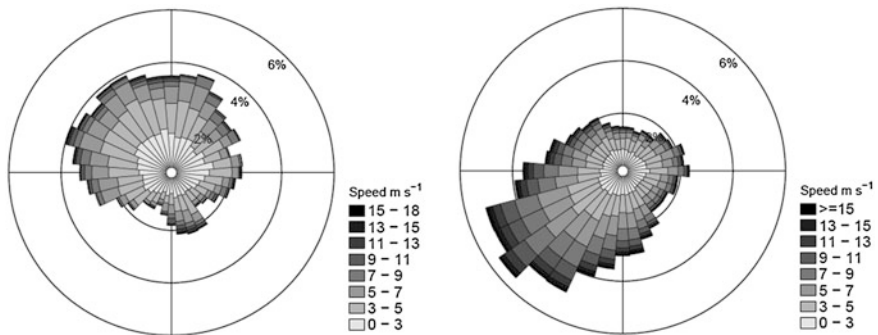 6%
4%
2%
Speed m s⁻¹
15 – 18
13 – 15
11 – 13
9 – 11
7 – 9
5 – 7
3 – 5
0 – 3
6%
4%
2%
Speed m s⁻¹
>=15
13 – 15
11 – 13
9 – 11
7 – 9
5 – 7
3 – 5
0 – 3